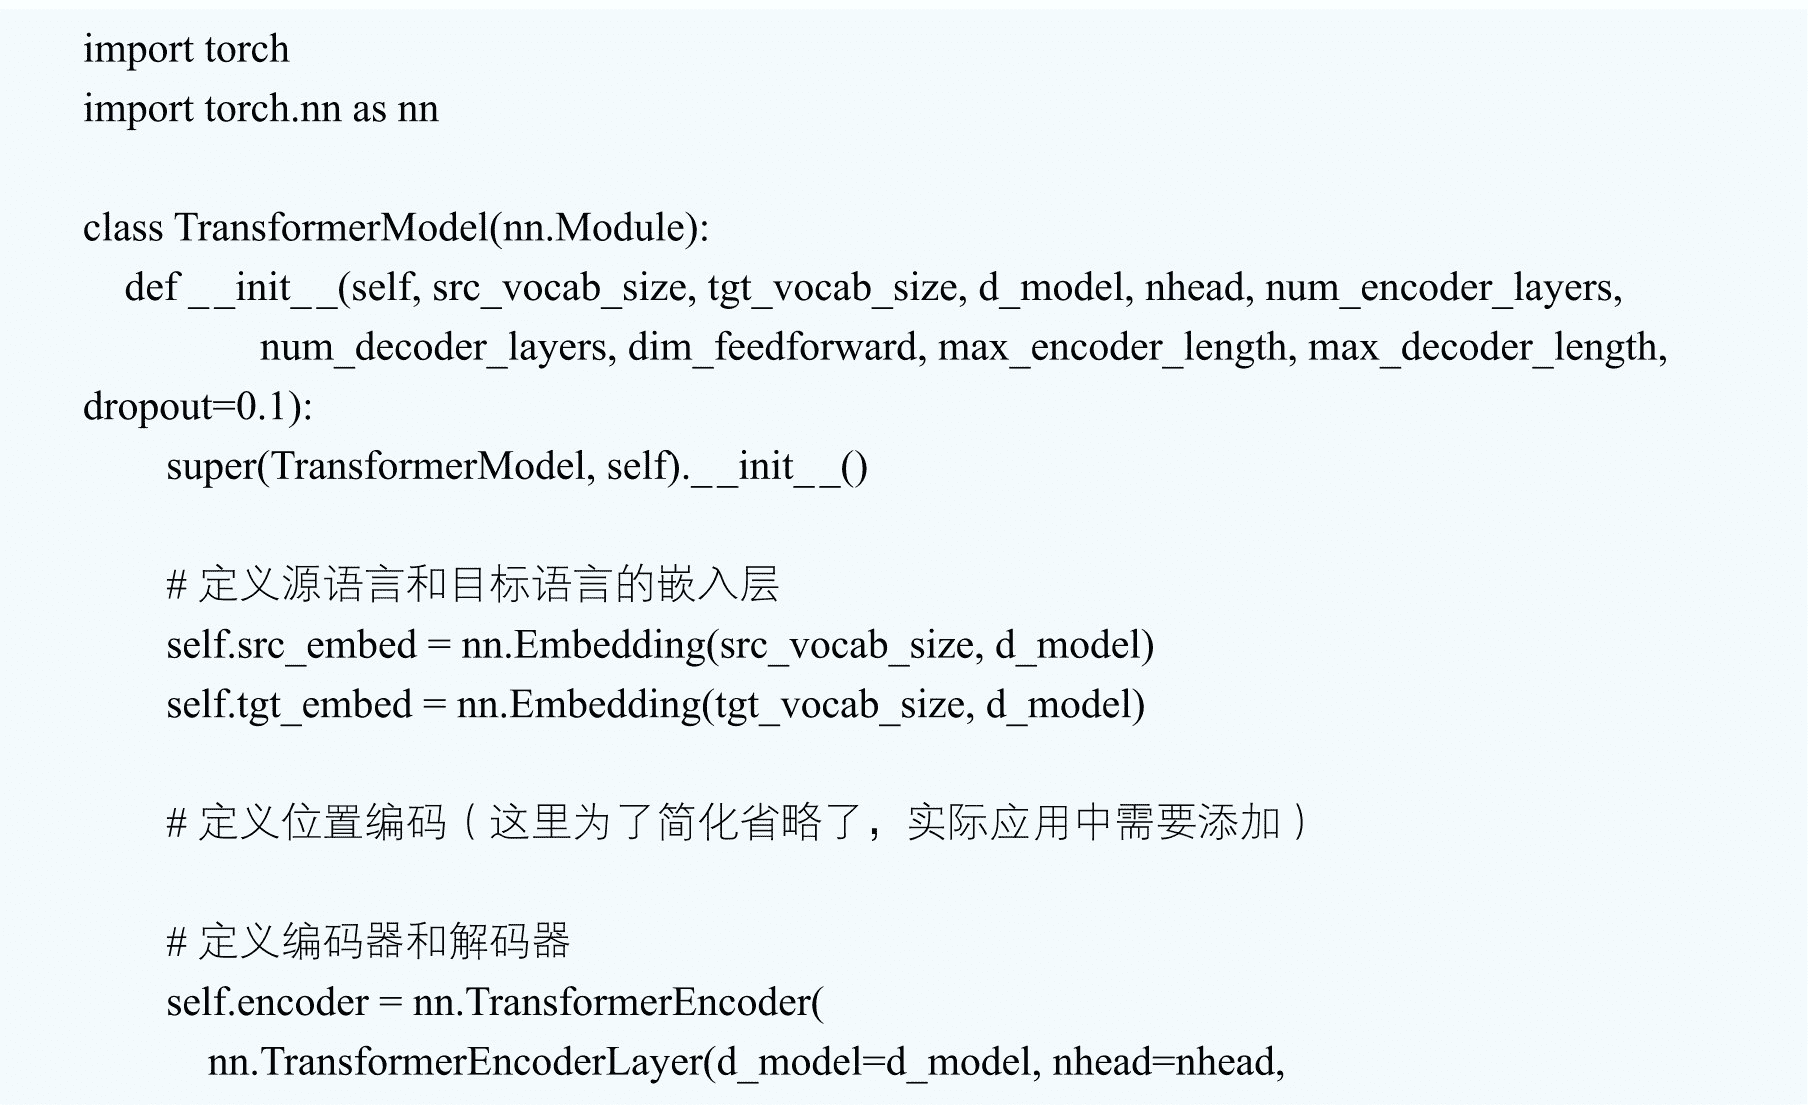 import torch
import torch.nn as nn
class TransformerModel(nn.Module):
def __init__(self, src_vocab_size, tgt_vocab_size, d_model, nhead, num_encoder_layers,
num_decoder_layers, dim_feedforward, max_encoder_length, max_decoder_length,
dropout=0.1):
super(TransformerModel, self).__init__()
# 定义源语言和目标语言的嵌入层
self.src_embed = nn.Embedding(src_vocab_size, d_model)
self.tgt_embed = nn.Embedding(tgt_vocab_size, d_model)
# 定义位置编码（这里为了简化省略了，实际应用中需要添加）
# 定义编码器和解码器
self.encoder = nn.TransformerEncoder(
nn.TransformerEncoderLayer(d_model=d_model, nhead=nhead,